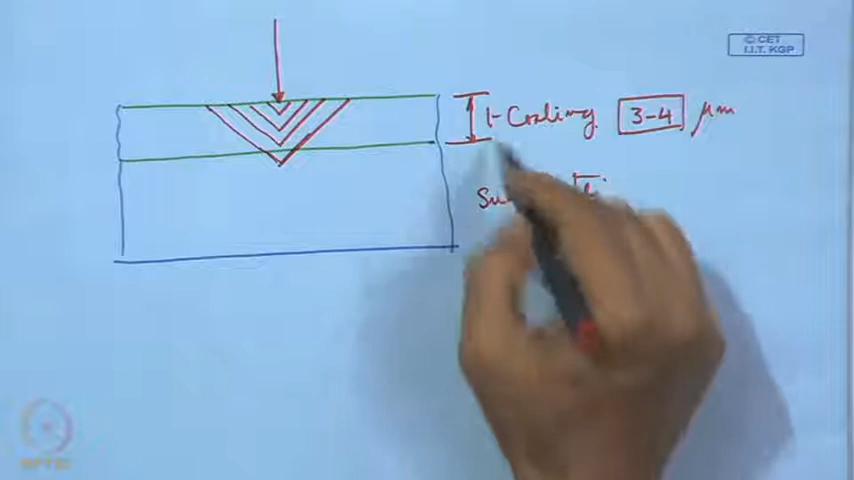 © CET
I.I.T. KGP
t-Coating 3-4 μm